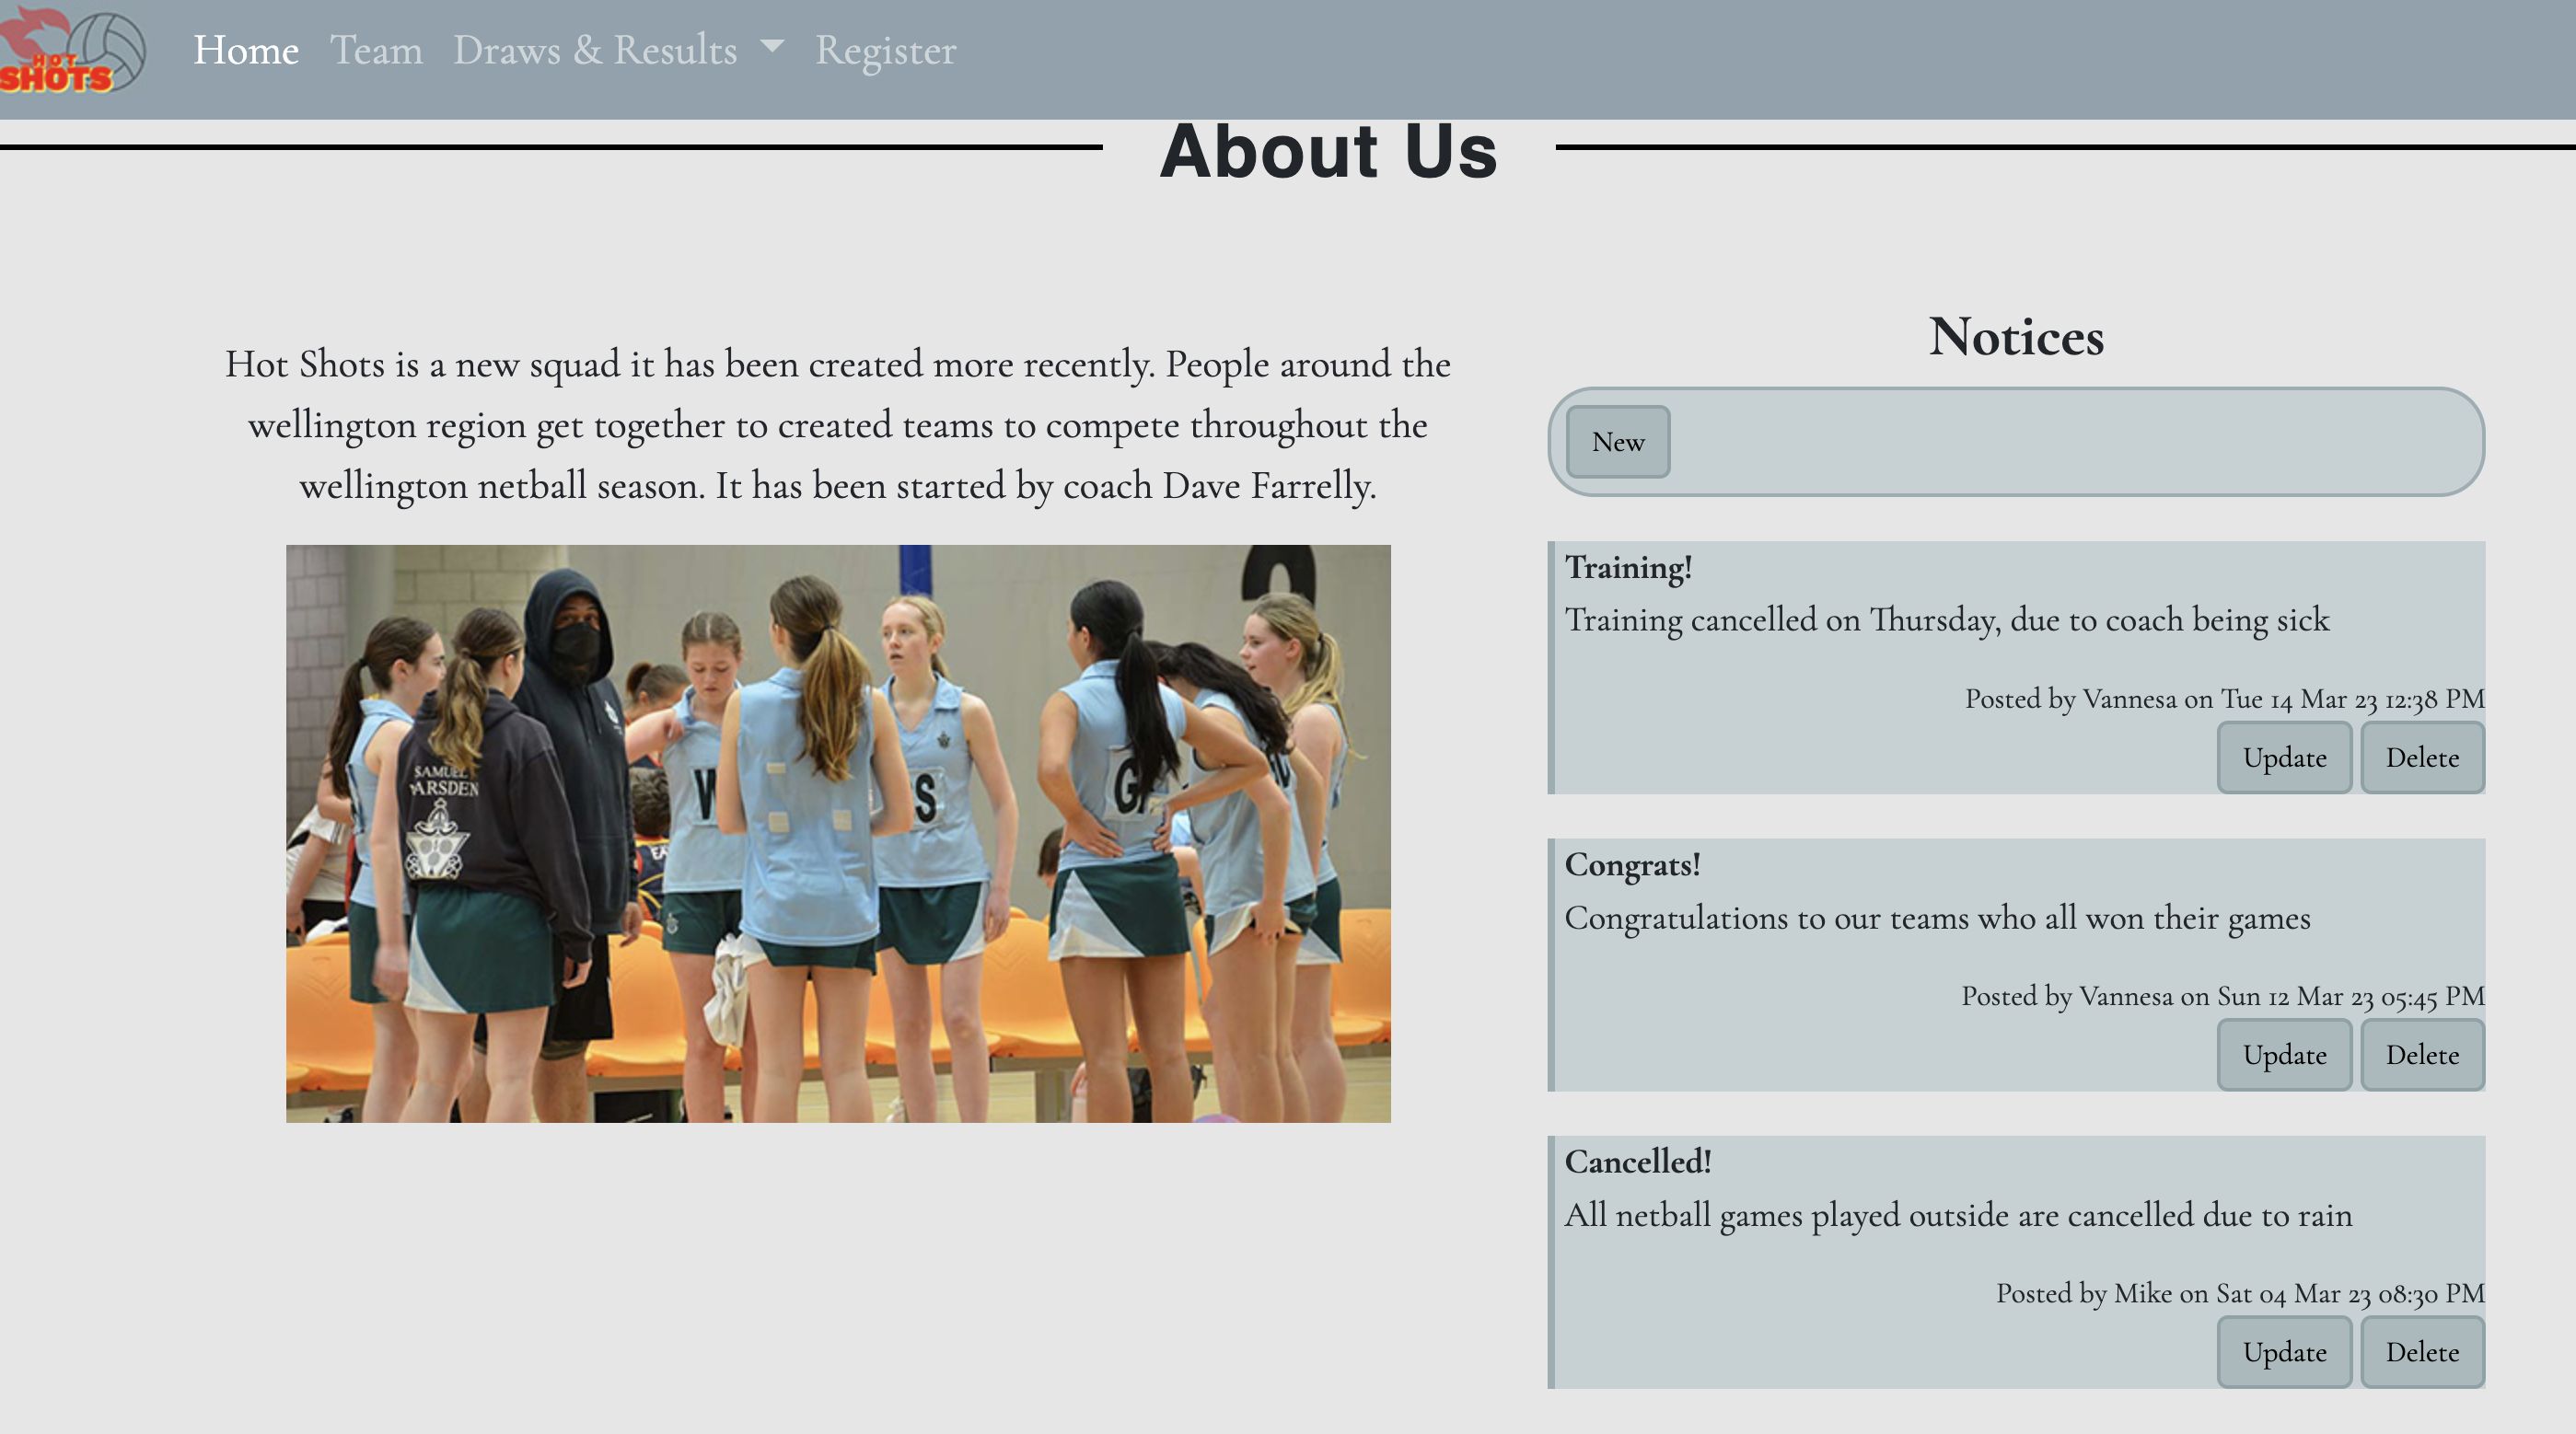 HOT
SHOTS
Home Team Draws & Results Register
About Us
Hot Shots is a new squad it has been created more recently. People around the
wellington region get together to created teams to compete throughout the
wellington netball season. It has been started by coach Dave Farrelly.
SAMUEL
MARSDEN
W
S
G
Notices
New
Training!
Training cancelled on Thursday, due to coach being sick
Posted by Vannesa on Tue 14 Mar 23 12:38 PM
Update Delete
Congrats!
Congratulations to our teams who all won their games
Posted by Vannesa on Sun 12 Mar 23 05:45 PM
Update Delete
Cancelled!
All netball games played outside are cancelled due to rain
Posted by Mike on Sat 04 Mar 23 08:30 PM
Update Delete